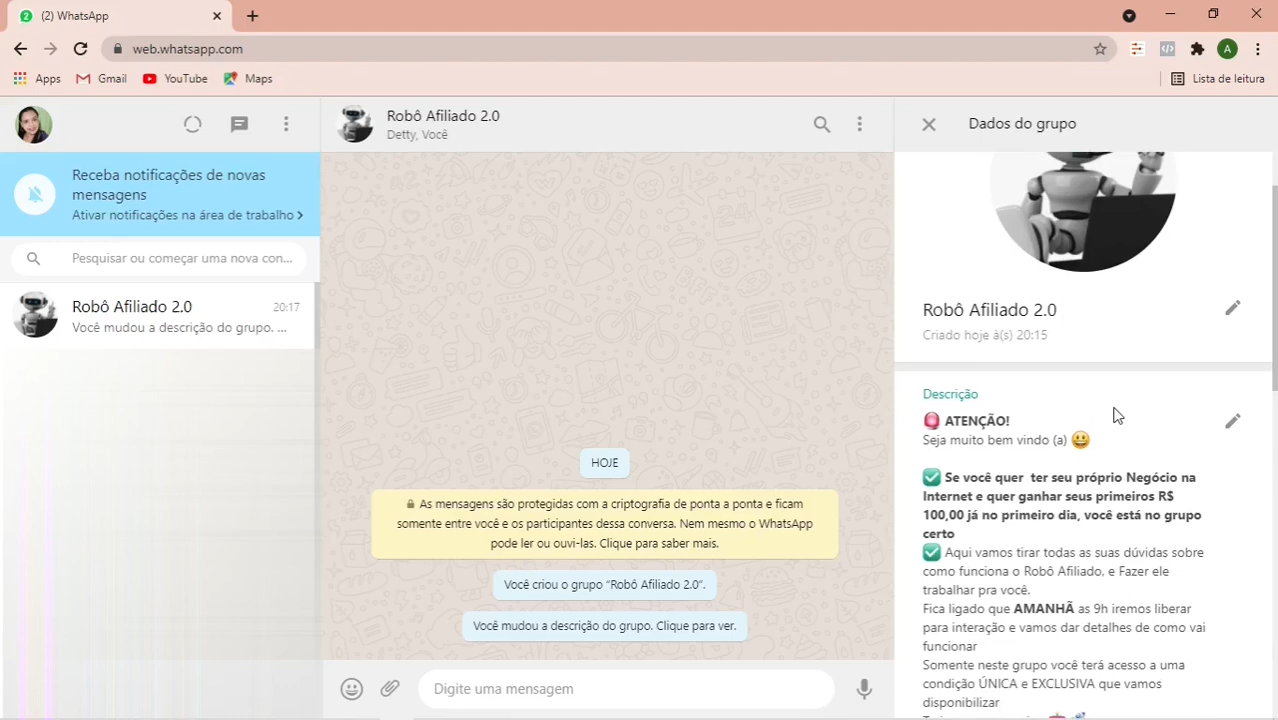 (2) WhatsApp
web.whatsapp.com
Apps
Gmail
YouTube
Maps
Lista de leitura
Receba notificações de novas
mensagens
Ativar notificações na área de trabalho
Pesquisar ou começar uma nova con...
Robô Afiliado 2.0
20:17
Você mudou a descrição do grupo. ...
Robô Afiliado 2.0
Detty, Você
HOJE
As mensagens são protegidas com a criptografia de ponta a ponta e ficam
somente entre você e os participantes dessa conversa. Nem mesmo o WhatsApp
pode ler ou ouvi-las. Clique para saber mais.
Você criou o grupo “Robô Afiliado 2.0”.
Você mudou a descrição do grupo. Clique para ver.
Digite uma mensagem
Dados do grupo
Robô Afiliado 2.0
Criado hoje à(s) 20:15
Descrição
ATENÇÃO!
Seja muito bem vindo (a)
Se você quer ter seu próprio Negócio na
Internet e quer ganhar seus primeiros R$
100,00 já no primeiro dia, você está no grupo
certo
Aqui vamos tirar todas as suas dúvidas sobre
como funciona o Robô Afiliado, e Fazer ele
trabalhar pra você.
Fica ligado que AMANHÃ as 9h iremos liberar
para interação e vamos dar detalhes de como vai
funcionar
Somente neste grupo você terá acesso a uma
condição ÚNICA e EXCLUSIVA que vamos
disponibilizar